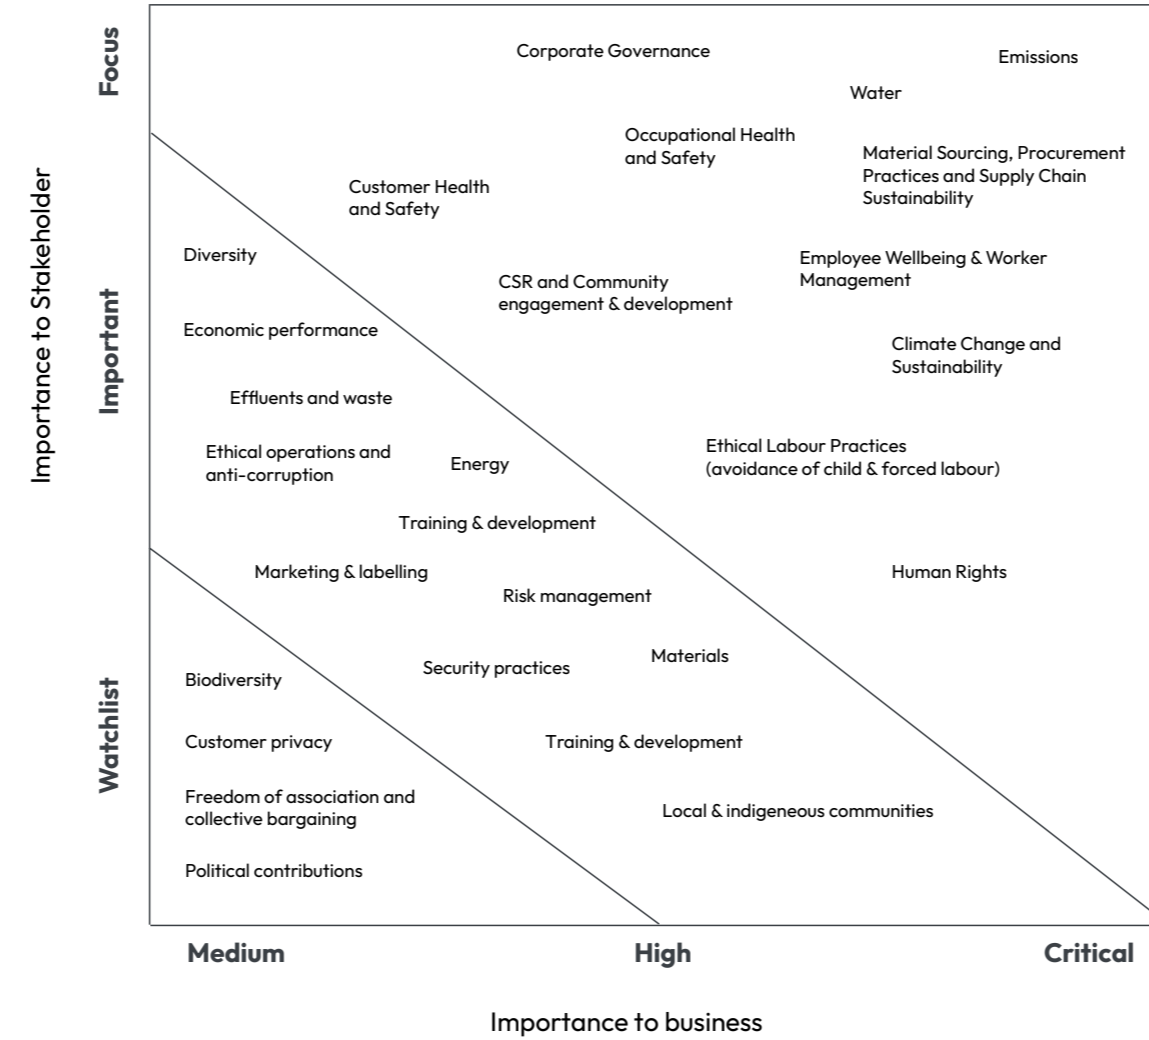 Focus
Important
Watchlist
Importance to Stakeholder
Corporate Governance
Emissions
Water
Occupational Health
and Safety
Material Sourcing, Procurement
Practices and Supply Chain
Sustainability
Customer Health
and Safety
Diversity
Employee Wellbeing & Worker
Management
CSR and Community
engagement & development
Economic performance
Climate Change and
Sustainability
Effluents and waste
Ethical operations and
anti-corruption
Energy
Ethical Labour Practices
(avoidance of child & forced labour)
Training & development
Marketing & labelling
Human Rights
Risk management
Materials
Security practices
Biodiversity
Customer privacy
Training & development
Freedom of association and
collective bargaining
Local & indigeneous communities
Political contributions
Medium
High
Critical
Importance to business